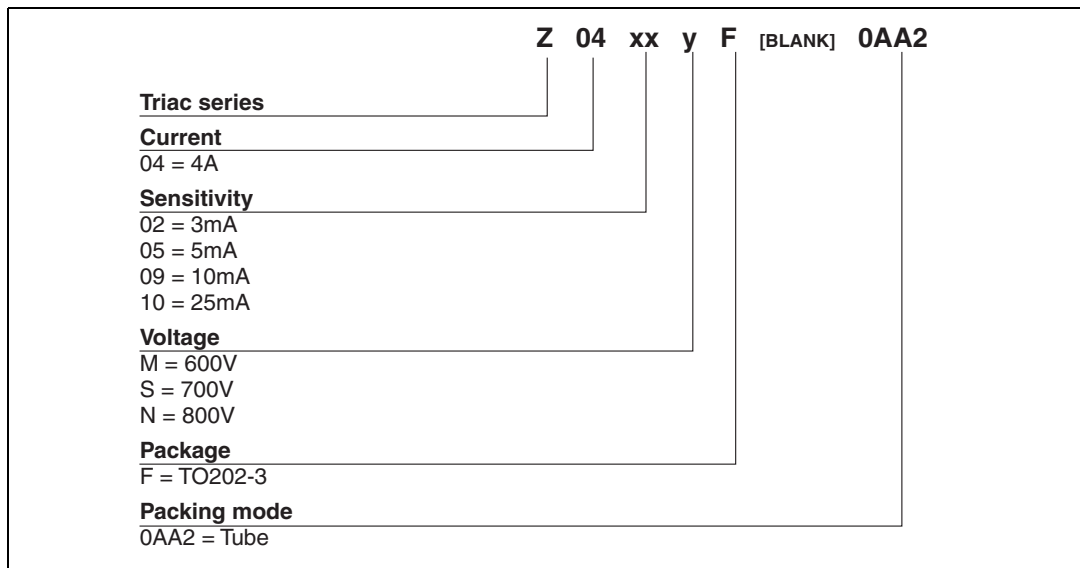 Z 04 xx y F [BLANK] 0AA2
Triac series
Current
04 = 4A
Sensitivity
02 = 3mA
05 = 5mA
09 = 10mA
10 = 25mA
Voltage
M = 600V
S = 700V
N = 800V
Package
F = TO202-3
Packing mode
0AA2 = Tube